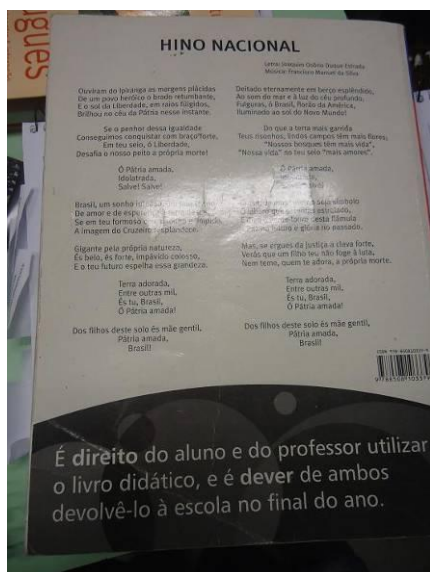 gues
HINO NACIONAL
Letra: Joaquim Osório Duque Estrada
Música: Francisco Manuel da Silva
Ouviram do Ipiranga as margens plácidas
De um povo heróico o brado retumbante,
E o sol da Liberdade, em raios fúlgidos,
Brilhou no céu da Pátria nesse instante.
Se o penhor dessa igualdade
Conseguimos conquistar com braço forte,
Em teu seio, ó Liberdade,
Desafia o nosso peito a própria morte!
Ó Pátria amada,
Idolatrada,
Salve! Salve!
Brasil, um sonho
De amor e de
Se em teu formoso
A imagem do Cruzeiro resplandece.
Gigante pela própria natureza,
És belo, és forte, impávido colosso,
E o teu futuro espelha essa grandeza.
Terra adorada,
Entre outras mil,
És tu, Brasil,
Ó Pátria amada!
Dos filhos deste solo és mãe gentil,
Pátria amada,
Brasil!
Deitado eternamente em berço esplêndido,
Ao som do mar e à luz do céu profundo,
Fulguras, ó Brasil, florão da América,
Iluminado ao sol do Novo Mundo!
Do que a terra mais garrida
Teus risonhos, lindos campos têm mais flores;
"Nossos bosques têm mais vida",
"Nossa vida" no teu seio "mais amores".
Ó Pátria amada,
seja símbolo
estrelado,
desta flâmula
e glória no passado.
Mas, se ergues da justiça a clava forte,
Verás que um filho teu não foge à luta,
Nem teme, quem te adora, a própria morte.
Terra adorada,
Entre outras mil,
És tu, Brasil,
Ó Pátria amada!
Dos filhos deste solo és mãe gentil,
Pátria amada,
Brasil!
É direito do aluno e do professor utilizar
o livro didático, e é dever de ambos
devolvê-lo à escola no final do ano.